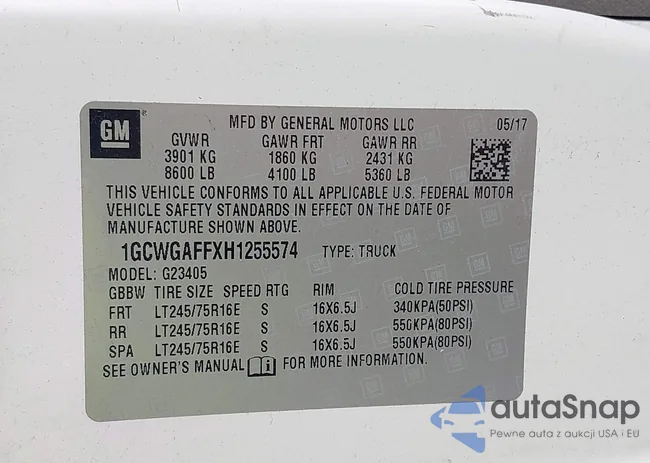 GM
MFD BY GENERAL MOTORS LLC 05/17
GVWR GAWR FRT GAWR RR
3901 KG 1860 KG 2431 KG
8600 LB 4100 LB 5360 LB
THIS VEHICLE CONFORMS TO ALL APPLICABLE U.S. FEDERAL MOTOR
VEHICLE SAFETY STANDARDS IN EFFECT ON THE DATE OF
MANUFACTURE SHOWN ABOVE.
1GCWGAFFXH1255574 TYPE: TRUCK
MODEL: G23405
GBBW TIRE SIZE SPEED RTG RIM COLD TIRE PRESSURE
FRT LT245/75R16E S 16X6.5J 340KPA(50PSI)
RR LT245/75R16E S 16X6.5J 550KPA(80PSI)
SPA LT245/75R16E S 16X6.5J 550KPA(80PSI)
SEE OWNER'S MANUAL i FOR MORE INFORMATION.
autaSnap
Pewne auta z aukcji USA i EU